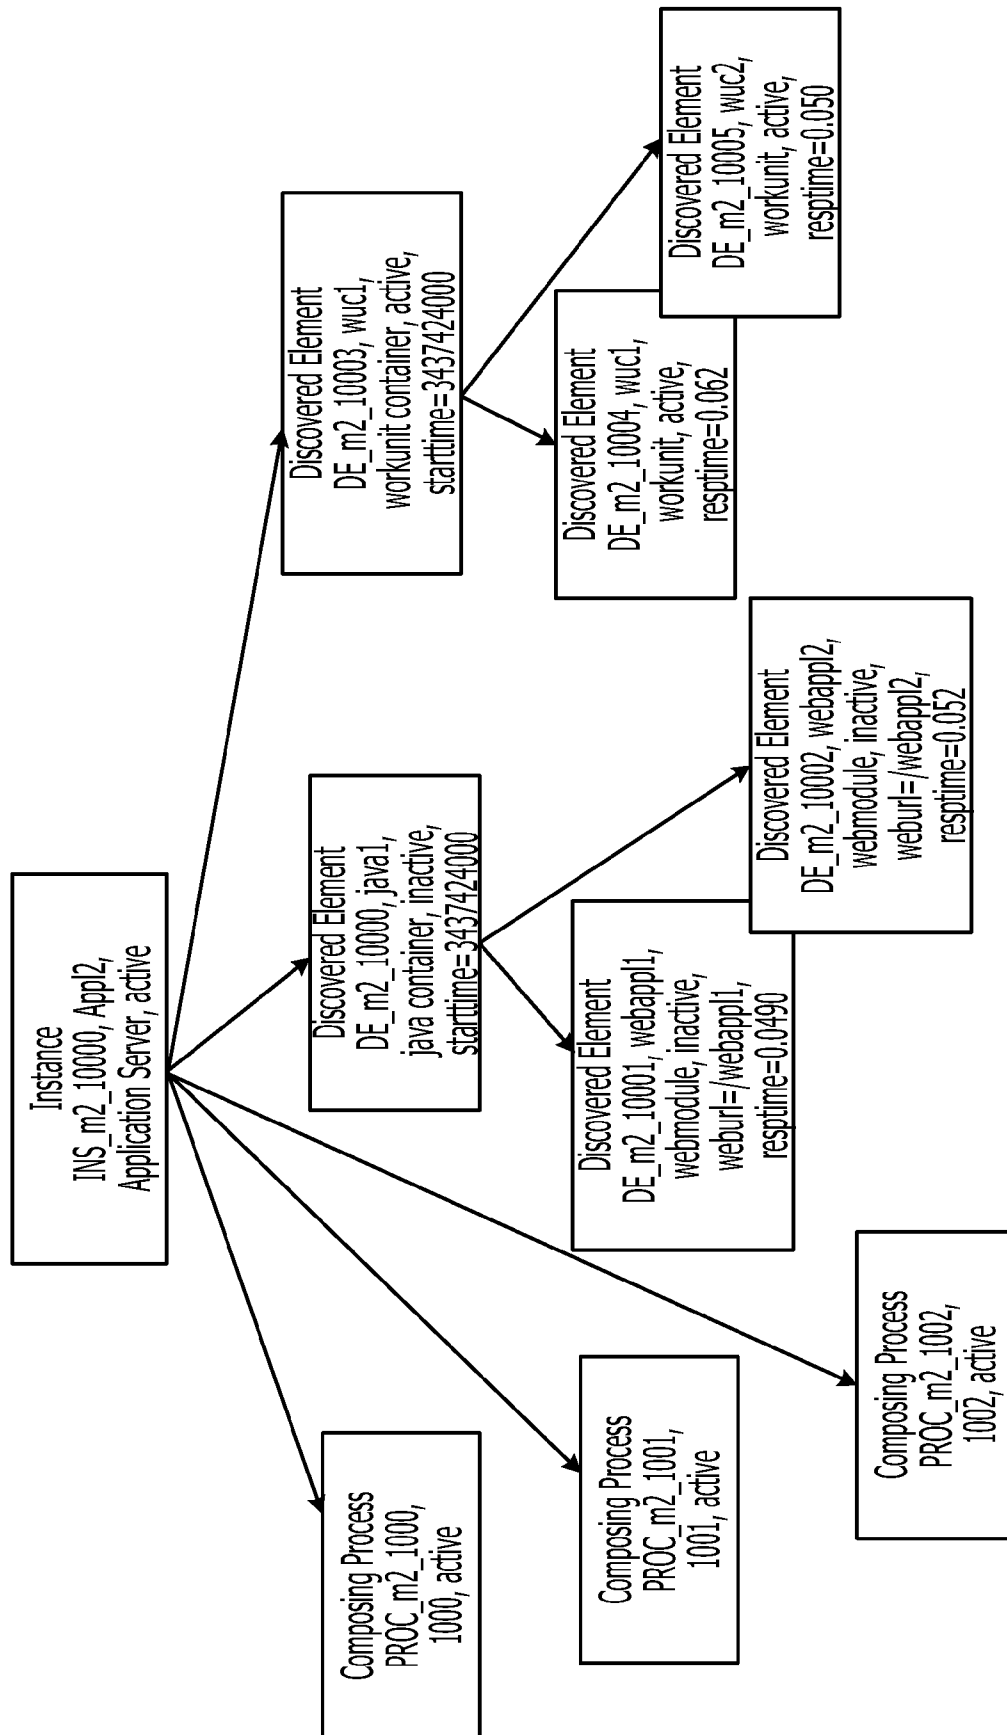 Instance
INS_m2_10000, Appl2,
Application Server, active
Composing Process
PROC_m2_1000,
1000, active
Composing Process
PROC_m2_1001,
1001, active
Composing Process
PROC_m2_1002,
1002, active
Discovered Element
DE_m2_10000, java1,
java container, inactive,
starttime=3437424000
Discovered Element
DE_m2_10001, webappl1,
webmodule, inactive,
weburl=/webappl1,
resptime=0.0490
Discovered Element
DE_m2_10002, webappl2,
webmodule, inactive,
weburl=/webappl2,
resptime=0.052
Discovered Element
DE_m2_10003, wuc1,
workunit container, active,
starttime=3437424000
Discovered Element
DE_m2_10004, wuc1,
workunit, active,
resptime=0.062
Discovered Element
DE_m2_10005, wuc2,
workunit, active,
resptime=0.050